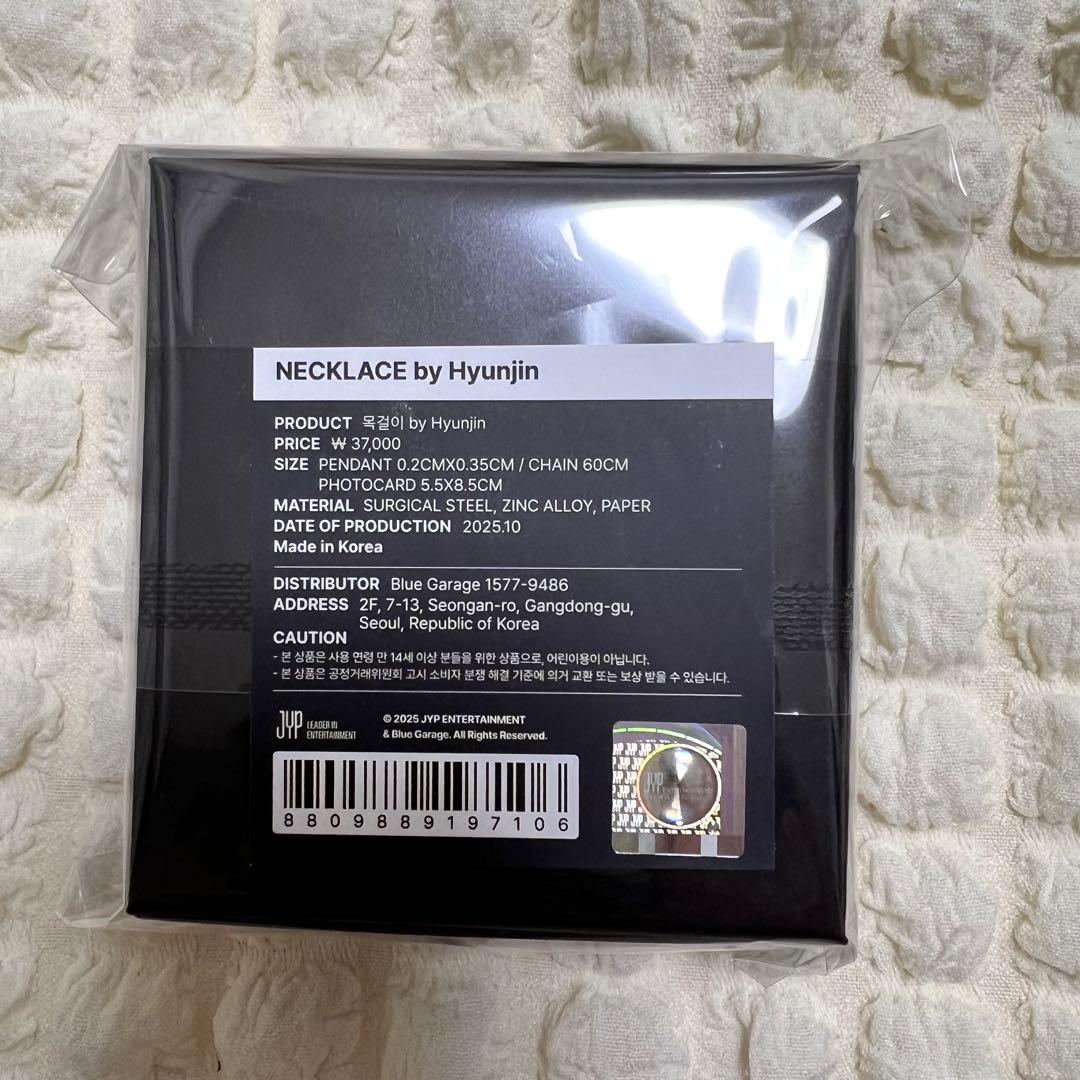 NECKLACE by Hyunjin
PRODUCT 목걸이 by Hyunjin
PRICE ₩ 37,000
SIZE PENDANT 0.2CMX0.35CM / CHAIN 60CM
PHOTOCARD 5.5X8.5CM
MATERIAL SURGICAL STEEL, ZINC ALLOY, PAPER
DATE OF PRODUCTION 2025.10
Made in Korea
DISTRIBUTOR Blue Garage 1577-9486
ADDRESS 2F, 7-13, Seongan-ro, Gangdong-gu,
Seoul, Republic of Korea
CAUTION
- 본 상품은 사용 연령 만 14세 이상 분들을 위한 상품으로, 어린이용이 아닙니다.
- 본 상품은 공정거래위원회 고시 소비자 분쟁 해결 기준에 의거 교환 또는 보상 받을 수 있습니다.
JYP LEADER IN
ENTERTAINMENT
© 2025 JYP ENTERTAINMENT
& Blue Garage. All Rights Reserved.
8809889197106
JYP